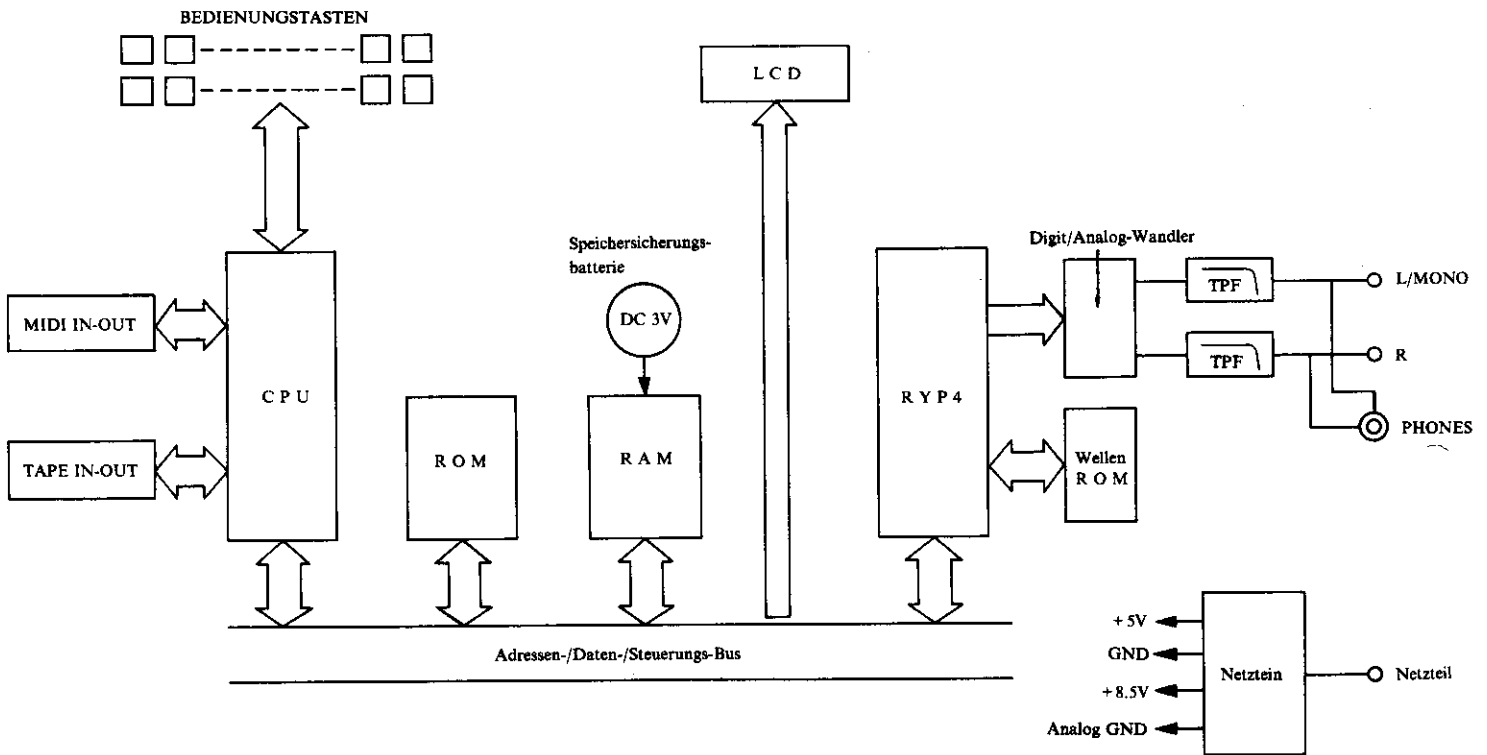 BEDIENUNGSTASTEN
LCD
Speichersicherungs-
batterie
DC 3V
Digit/Analog-Wandler
TPF
L/MONO
MIDI IN-OUT
CPU
RYP4
TPF
R
PHONES
TAPE IN-OUT
ROM
RAM
Wellen
ROM
Adressen-/Daten-/Steuerungs-Bus
+5V
GND
+8.5V
Analog GND
Netztein
Netzteil